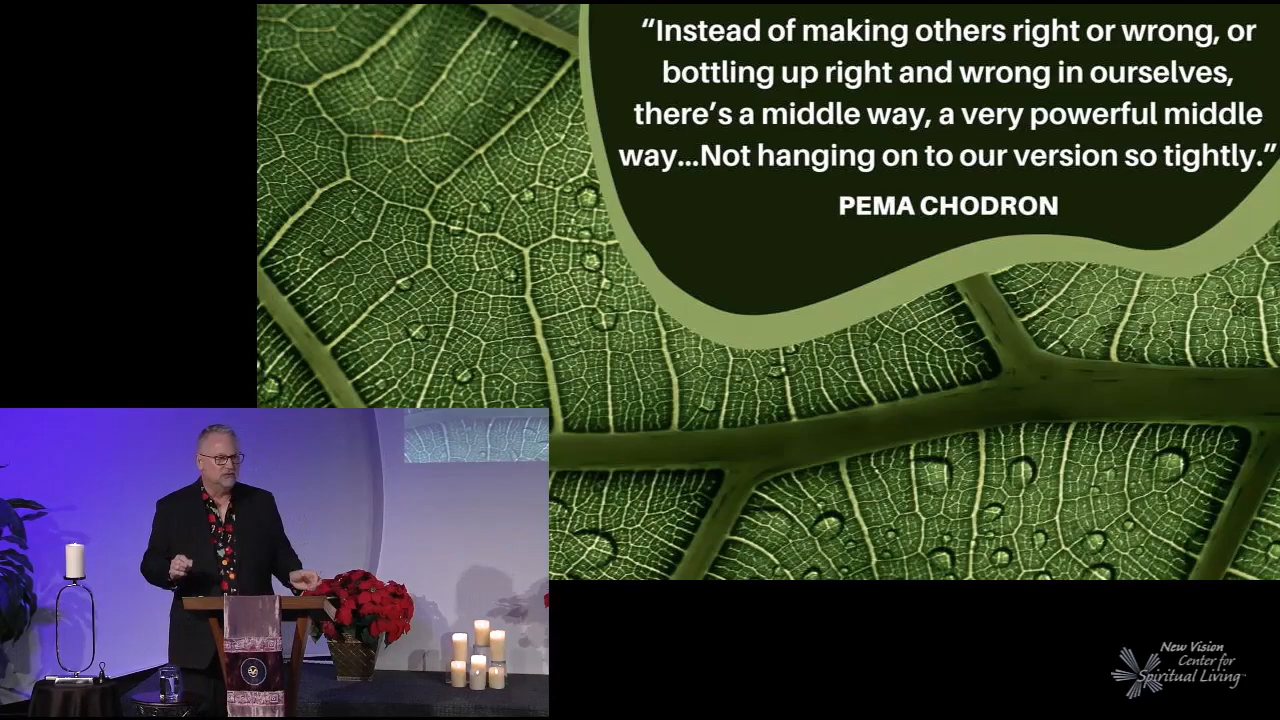 “Instead of making others right or wrong, or
bottling up right and wrong in ourselves,
there’s a middle way, a very powerful middle
way...Not hanging on to our version so tightly.”
PEMA CHODRON
New Vision
Center for
Spiritual Living™